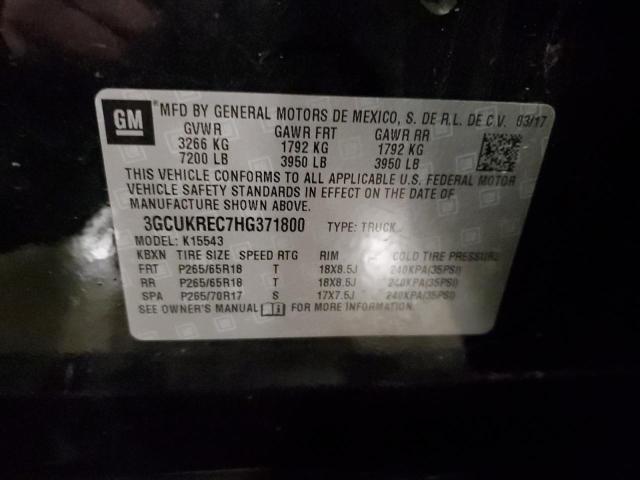 GM MFD BY GENERAL MOTORS DE MEXICO, S. DE R.L. DE C.V. 03/17
GVWR GAWR FRT GAWR RR
3266 KG 1792 KG 1792 KG
7200 LB 3950 LB 3950 LB
THIS VEHICLE CONFORMS TO ALL APPLICABLE U.S. FEDERAL MOTOR
VEHICLE SAFETY STANDARDS IN EFFECT ON THE DATE OF
MANUFACTURE SHOWN ABOVE.
3GCUKREC7HG371800 TYPE: TRUCK
MODEL: K15543
KBXN TIRE SIZE SPEED RTG RIM COLD TIRE PRESSURE
FRT P265/65R18 T 18X8.5J 240KPA(35PSI)
RR P265/65R18 T 18X8.5J 240KPA(35PSI)
SPA P265/70R17 S 17X7.5J 240KPA(35PSI)
SEE OWNER'S MANUAL FOR MORE INFORMATION.